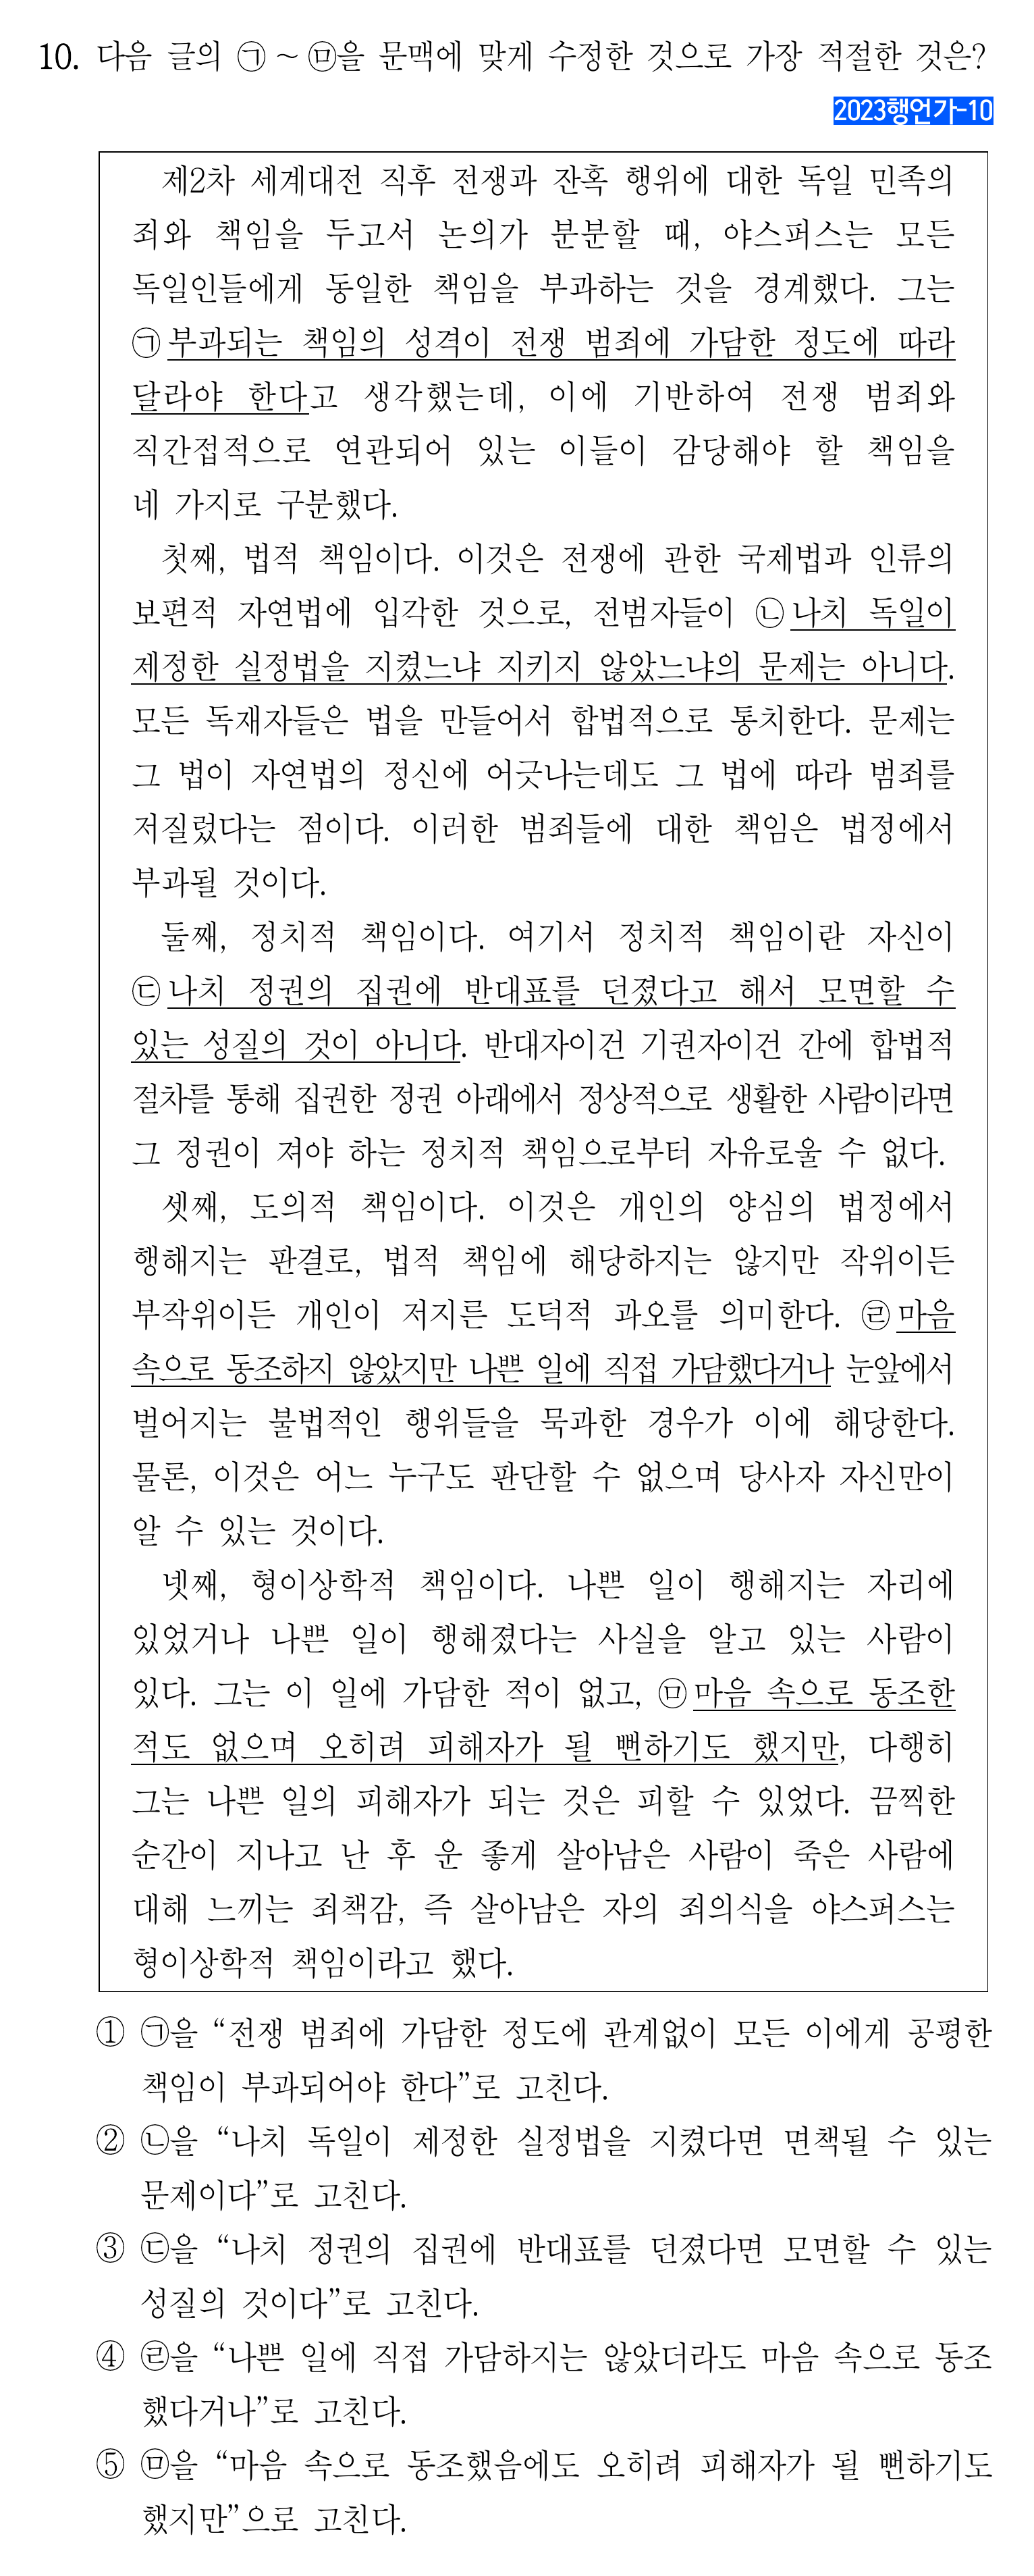 10. 다음 글의 ㉠ ~ ㉤을 문맥에 맞게 수정한 것으로 가장 적절한 것은?
2023행언가-10
제2차 세계대전 직후 전쟁과 잔혹 행위에 대한 독일 민족의
죄와 책임을 두고서 논의가 분분할 때, 야스퍼스는 모든
독일인들에게 동일한 책임을 부과하는 것을 경계했다. 그는
㉠부과되는 책임의 성격이 전쟁 범죄에 가담한 정도에 따라
달라야 한다고 생각했는데, 이에 기반하여 전쟁 범죄와
직간접적으로 연관되어 있는 이들이 감당해야 할 책임을
네 가지로 구분했다.
첫째, 법적 책임이다. 이것은 전쟁에 관한 국제법과 인류의
보편적 자연법에 입각한 것으로, 전범자들이 ㉡나치 독일이
제정한 실정법을 지켰느냐 지키지 않았느냐의 문제는 아니다.
모든 독재자들은 법을 만들어서 합법적으로 통치한다. 문제는
그 법이 자연법의 정신에 어긋나는데도 그 법에 따라 범죄를
저질렀다는 점이다. 이러한 범죄들에 대한 책임은 법정에서
부과될 것이다.
둘째, 정치적 책임이다. 여기서 정치적 책임이란 자신이
㉢나치 정권의 집권에 반대표를 던졌다고 해서 모면할 수
있는 성질의 것이 아니다. 반대자이건 기권자이건 간에 합법적
절차를 통해 집권한 정권 아래에서 정상적으로 생활한 사람이라면
그 정권이 져야 하는 정치적 책임으로부터 자유로울 수 없다.
셋째, 도의적 책임이다. 이것은 개인의 양심의 법정에서
행해지는 판결로, 법적 책임에 해당하지는 않지만 작위이든
부작위이든 개인이 저지른 도덕적 과오를 의미한다. ㉣마음
속으로 동조하지 않았지만 나쁜 일에 직접 가담했다거나 눈앞에서
벌어지는 불법적인 행위들을 묵과한 경우가 이에 해당한다.
물론, 이것은 어느 누구도 판단할 수 없으며 당사자 자신만이
알 수 있는 것이다.
넷째, 형이상학적 책임이다. 나쁜 일이 행해지는 자리에
있었거나 나쁜 일이 행해졌다는 사실을 알고 있는 사람이
있다. 그는 이 일에 가담한 적이 없고, ㉤마음 속으로 동조한
적도 없으며 오히려 피해자가 될 뻔하기도 했지만, 다행히
그는 나쁜 일의 피해자가 되는 것은 피할 수 있었다. 끔찍한
순간이 지나고 난 후 운 좋게 살아남은 사람이 죽은 사람에
대해 느끼는 죄책감, 즉 살아남은 자의 죄의식을 야스퍼스는
형이상학적 책임이라고 했다.
① ㉠을 “전쟁 범죄에 가담한 정도에 관계없이 모든 이에게 공평한
책임이 부과되어야 한다”로 고친다.
② ㉡을 “나치 독일이 제정한 실정법을 지켰다면 면책될 수 있는
문제이다”로 고친다.
③ ㉢을 “나치 정권의 집권에 반대표를 던졌다면 모면할 수 있는
성질의 것이다”로 고친다.
④ ㉣을 “나쁜 일에 직접 가담하지는 않았더라도 마음 속으로 동조
했다거나”로 고친다.
⑤ ㉤을 “마음 속으로 동조했음에도 오히려 피해자가 될 뻔하기도
했지만”으로 고친다.